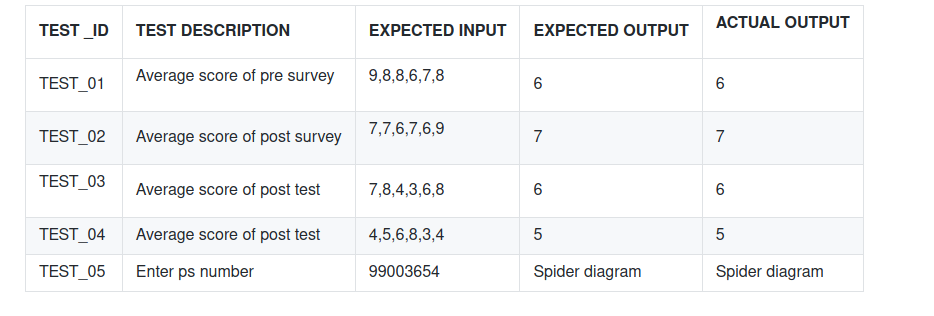 TEST _ID TEST DESCRIPTION EXPECTED INPUT EXPECTED OUTPUT ACTUAL OUTPUT
TEST_01 Average score of pre survey 9,8,8,6,7,8 6 6
TEST_02 Average score of post survey 7,7,6,7,6,9 7 7
TEST_03 Average score of post test 7,8,4,3,6,8 6 6
TEST_04 Average score of post test 4,5,6,8,3,4 5 5
TEST_05 Enter ps number 99003654 Spider diagram Spider diagram